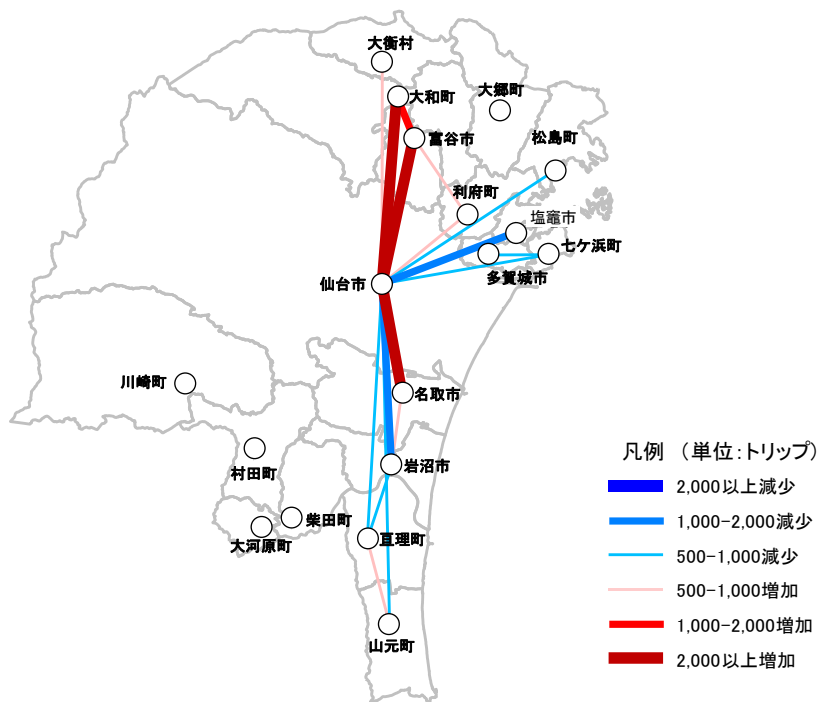 大衡村
大和町
大郷町
富谷市
松島町
利府町
塩竈市
七ケ浜町
多賀城市
仙台市
川崎町
名取市
村田町
岩沼市
柴田町
大河原町
亘理町
山元町
凡例 (単位:トリップ)
2,000以上減少
1,000-2,000減少
500-1,000減少
500-1,000増加
1,000-2,000増加
2,000以上増加